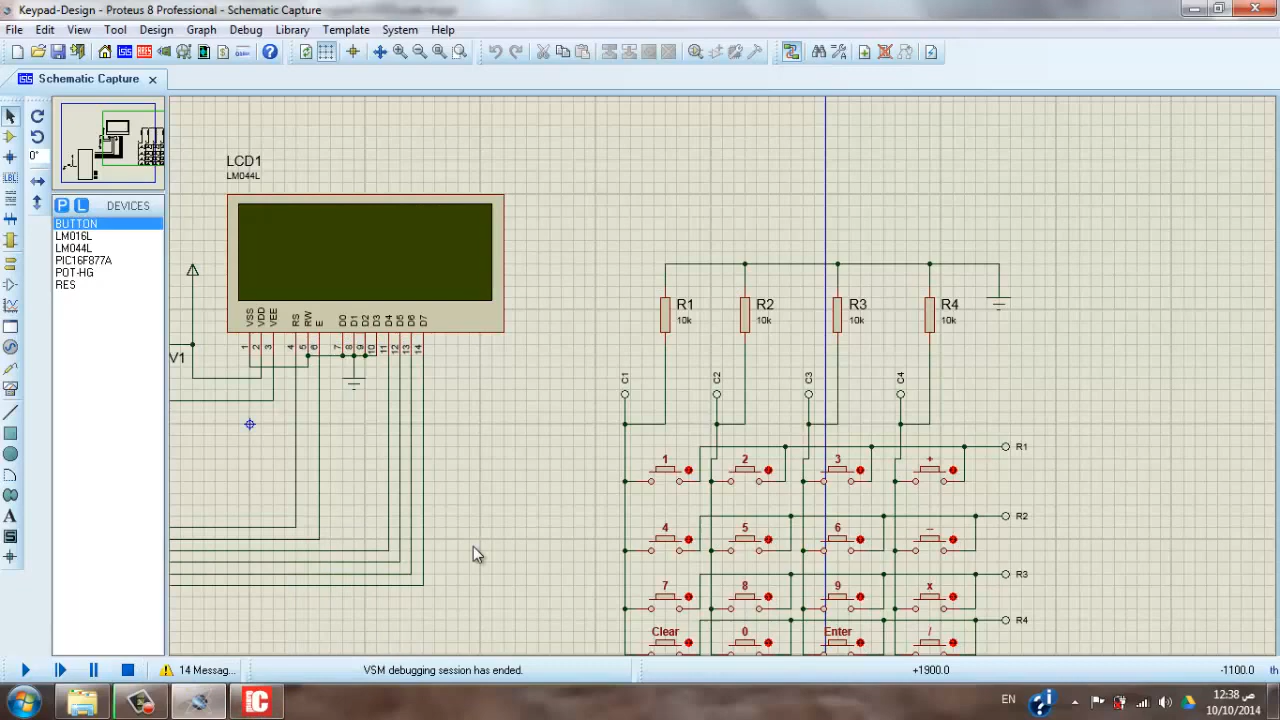 Keypad-Design - Proteus 8 Professional - Schematic Capture
File Edit View Tool Design Graph Debug Library Template System Help
Schematic Capture
0°
LBL
P L DEVICES
BUTTON
LM016L
LM044L
PIC16F877A
POT-HG
RES
LCD1
LM044L
VSS VDD VEE RS RW E D0 D1 D2 D3 D4 D5 D6 D7
1 2 3 4 5 6 7 8 9 10 11 12 13 14
V1
R1 R2 R3 R4
10k 10k 10k 10k
C1 C2 C3 C4
R1
1 2 3 +
R2
4 5 6 –
R3
7 8 9 x
R4
Clear 0 Enter /
A
14 Messag...
VSM debugging session has ended.
+1900.0
-1100.0
th
EN
12:38 ص
10/10/2014